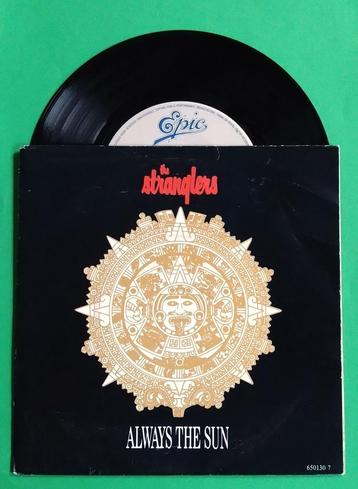 Epic
the
stranglers
ALWAYS THE SUN
650130 7